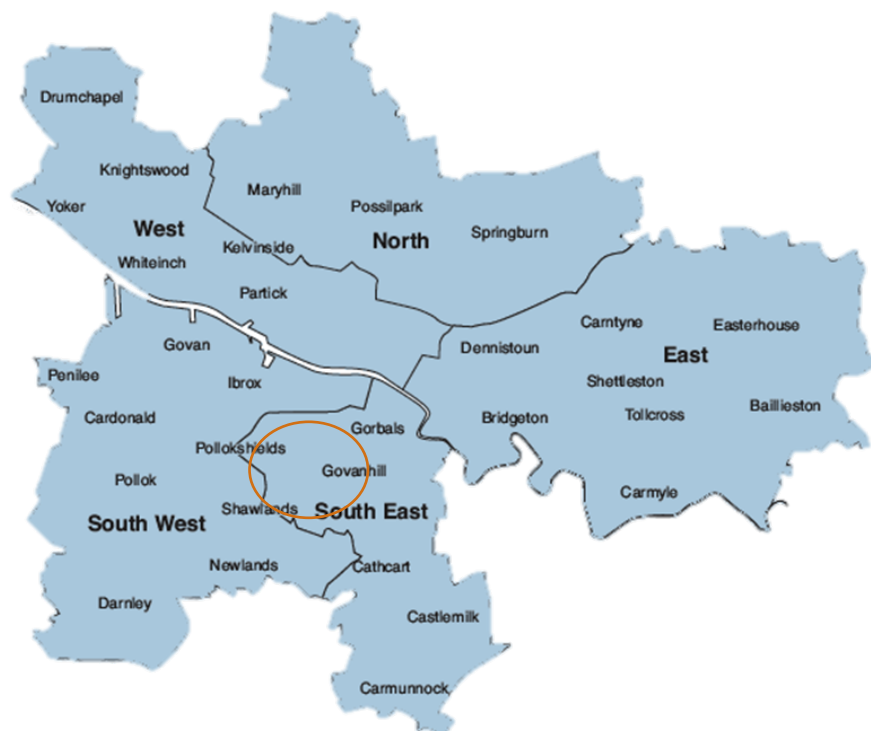 Drumchapel
Knightswood
Maryhill
Yoker
Possilpark
West
Springburn
North
Kelvinside
Whiteinch
Partick
Carntyne
Easterhouse
Govan
Dennistoun
East
Penilee
Ibrox
Shettleston
Baillieston
Cardonald
Tollcross
Bridgeton
Gorbals
Pollokshields
Govanhill
Pollok
Carmyle
Shawlands
South East
South West
Newlands
Cathcart
Darnley
Castlemilk
Carmunnock